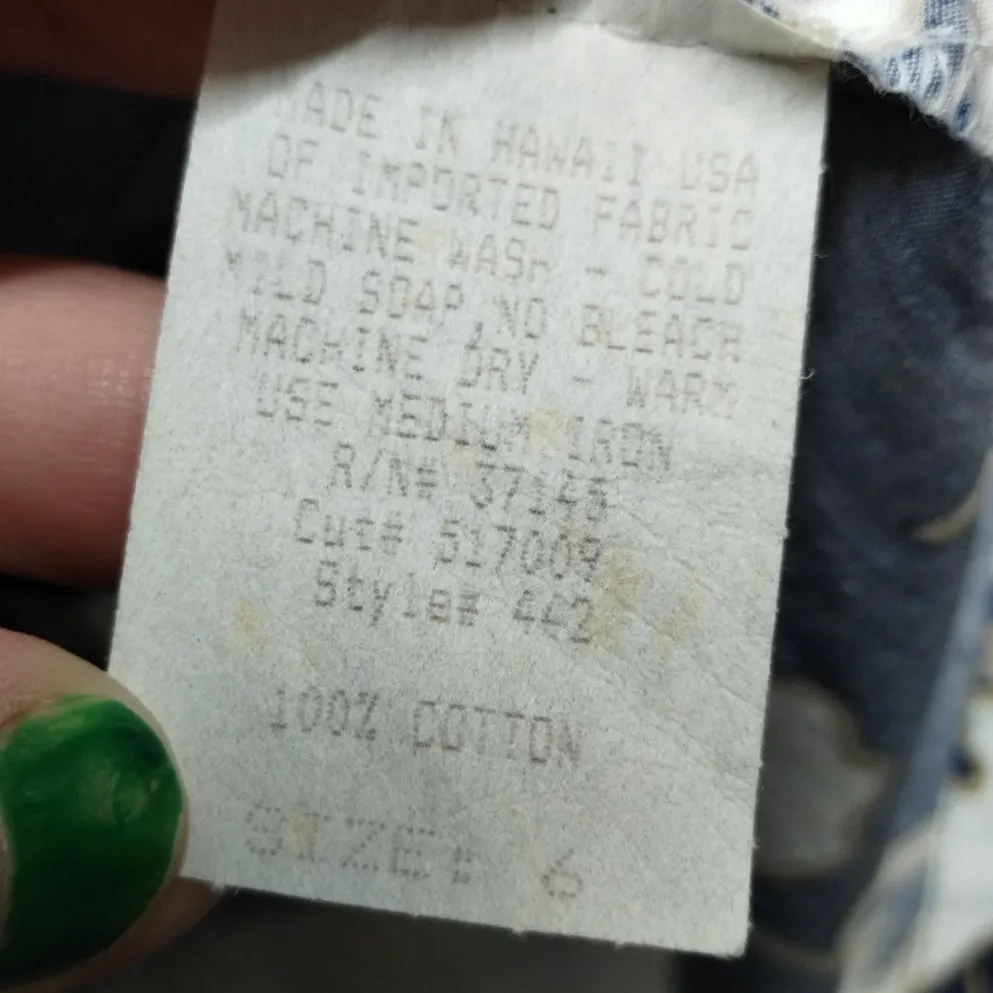 MADE IN HAWAII USA
OF IMPORTED FABRIC
MACHINE WASH - COLD
MILD SOAP,NO BLEACH
MACHINE DRY - WARM
USE MEDIUM IRON
R/N# 37145
Cut# 517009
Style# 442
100% COTTON
SIZE: 6